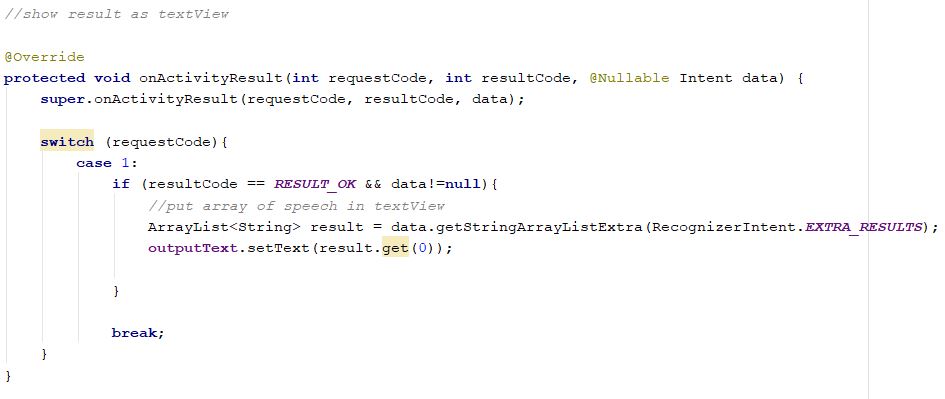 //show result as textView
@Override
protected void onActivityResult(int requestCode, int resultCode, @Nullable Intent data) {
super.onActivityResult(requestCode, resultCode, data);
switch (requestCode){
case 1:
if (resultCode == RESULT_OK && data!=null){
//put array of speech in textView
ArrayList<String> result = data.getStringArrayListExtra(RecognizerIntent.EXTRA_RESULTS);
outputText.setText(result.get(0));
}
break;
}
}